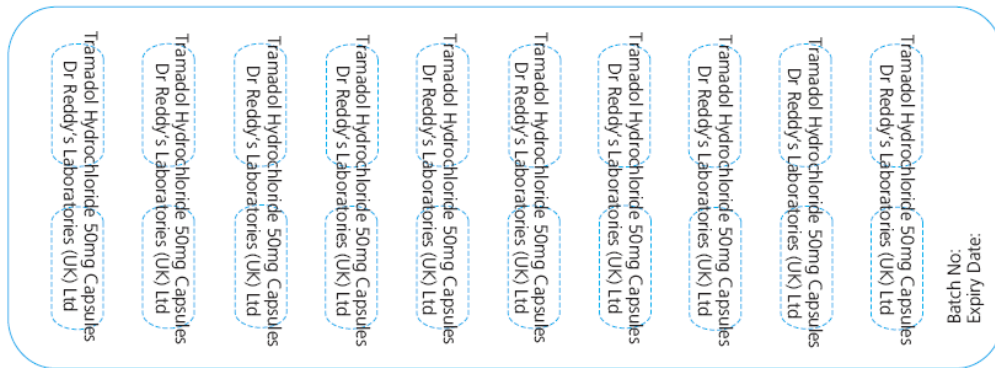 Tramadol Hydrochloride 50mg Capsules
Dr Reddy's Laboratories (UK) Ltd
Tramadol Hydrochloride 50mg Capsules
Dr Reddy's Laboratories (UK) Ltd
Tramadol Hydrochloride 50mg Capsules
Dr Reddy's Laboratories (UK) Ltd
Tramadol Hydrochloride 50mg Capsules
Dr Reddy's Laboratories (UK) Ltd
Tramadol Hydrochloride 50mg Capsules
Dr Reddy's Laboratories (UK) Ltd
Tramadol Hydrochloride 50mg Capsules
Dr Reddy's Laboratories (UK) Ltd
Tramadol Hydrochloride 50mg Capsules
Dr Reddy's Laboratories (UK) Ltd
Tramadol Hydrochloride 50mg Capsules
Dr Reddy's Laboratories (UK) Ltd
Tramadol Hydrochloride 50mg Capsules
Dr Reddy's Laboratories (UK) Ltd
Tramadol Hydrochloride 50mg Capsules
Dr Reddy's Laboratories (UK) Ltd
Batch No:
Expiry Date: